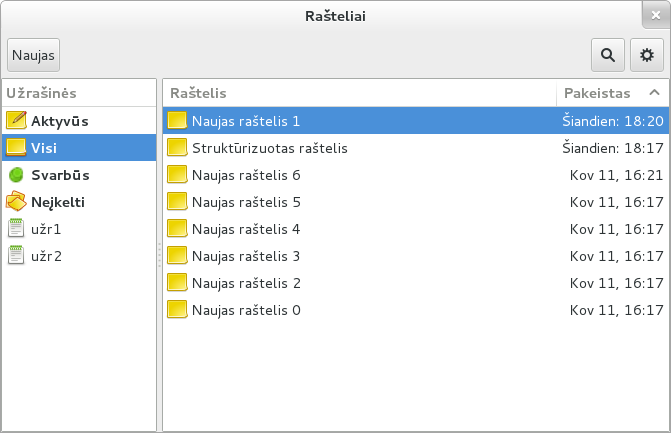 Rašteliai
Naujas
Užrašinės
Aktyvūs
Visi
Svarbūs
Neįkelti
užr1
užr2
Raštelis Pakeistas
Naujas raštelis 1 Šiandien: 18:20
Struktūrizuotas raštelis Šiandien: 18:17
Naujas raštelis 6 Kov 11, 16:21
Naujas raštelis 5 Kov 11, 16:17
Naujas raštelis 4 Kov 11, 16:17
Naujas raštelis 3 Kov 11, 16:17
Naujas raštelis 2 Kov 11, 16:17
Naujas raštelis 0 Kov 11, 16:17